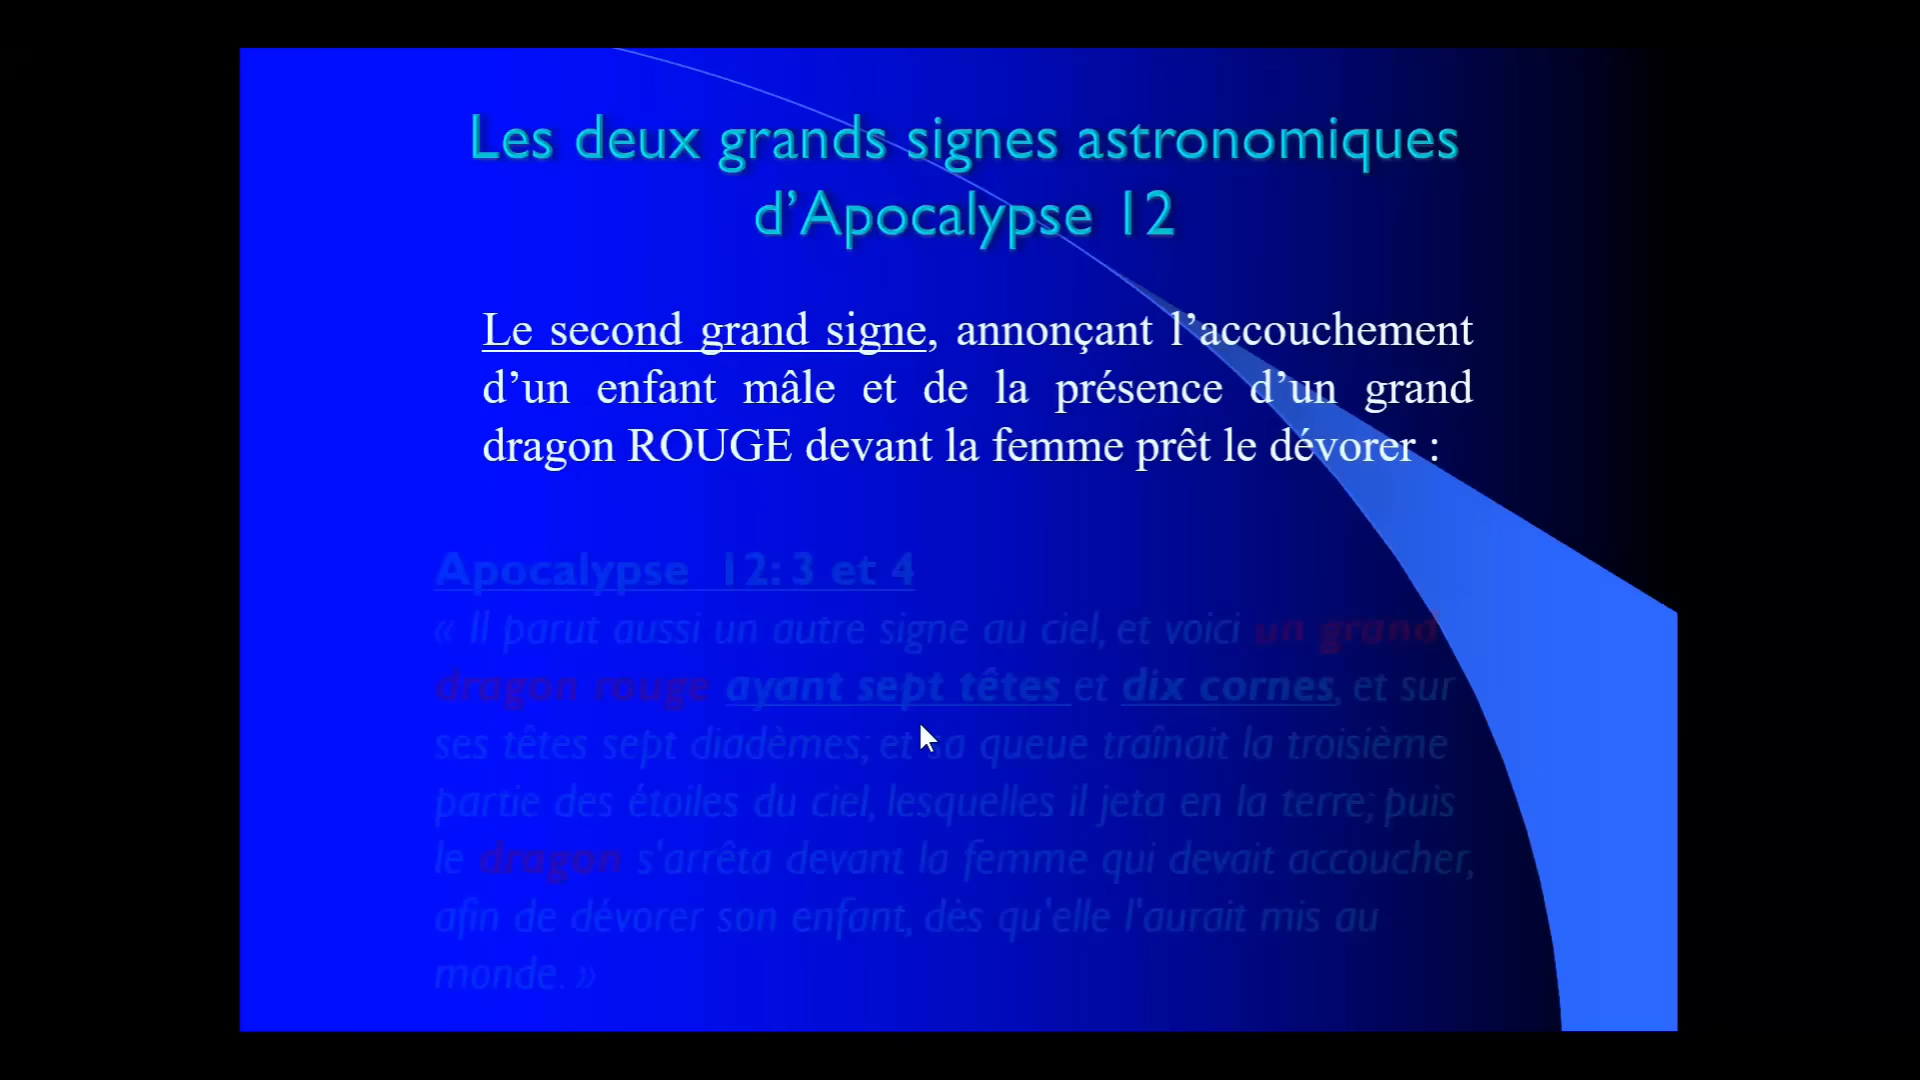 Les deux grands signes astronomiques
d’Apocalypse 12
Le second grand signe, annonçant l’accouchement
d’un enfant mâle et de la présence d’un grand
dragon ROUGE devant la femme prêt le dévorer :
Apocalypse 12: 3 et 4
« Il parut aussi un autre signe au ciel, et voici un grand
dragon rouge ayant sept têtes et dix cornes, et sur
ses têtes sept diadèmes; et sa queue traînait la troisième
partie des étoiles du ciel, lesquelles il jeta en la terre; puis
le dragon s'arrêta devant la femme qui devait accoucher,
afin de dévorer son enfant, dès qu'elle l'aurait mis au
monde. »